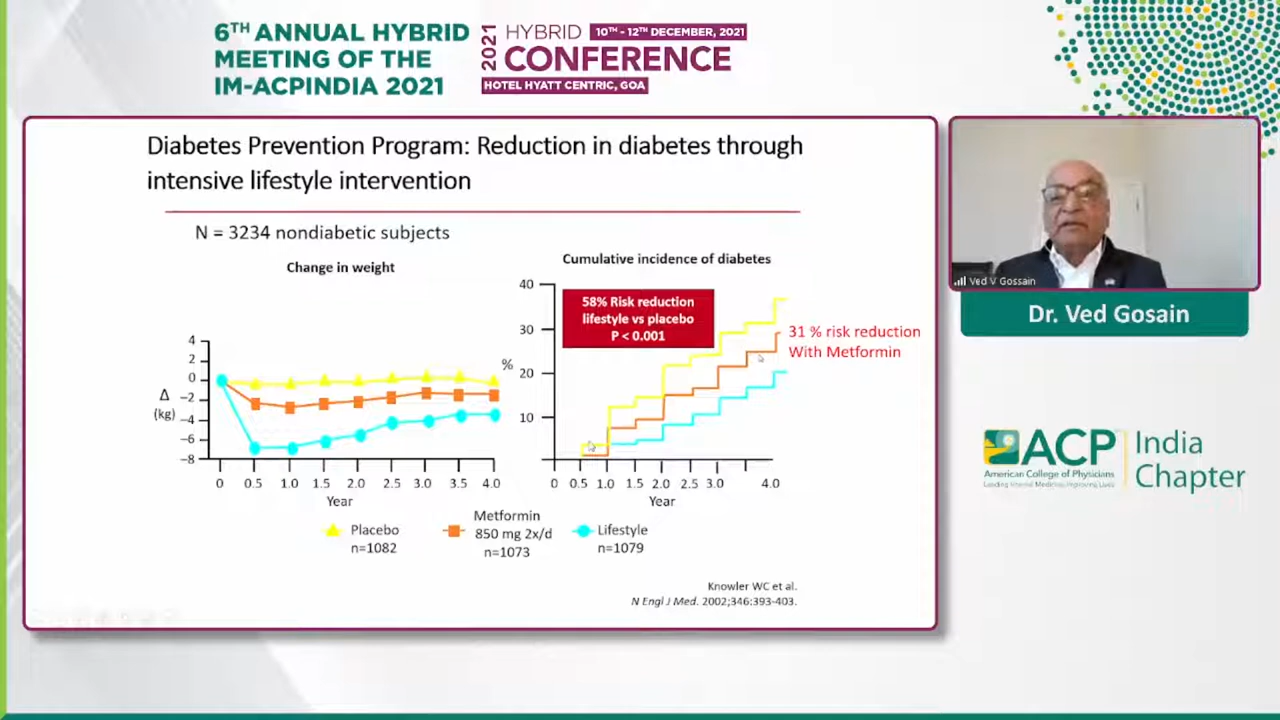 6TH ANNUAL HYBRID
MEETING OF THE
IM-ACPINDIA 2021
2021
HYBRID
10TH - 12TH DECEMBER, 2021
CONFERENCE
HOTEL HYATT CENTRIC, GOA
Diabetes Prevention Program: Reduction in diabetes through
intensive lifestyle intervention
N = 3234 nondiabetic subjects
Change in weight
4
2
0
−2
−4
−6
−8
Δ
(kg)
0 0.5 1.0 1.5 2.0 2.5 3.0 3.5 4.0
Year
Cumulative incidence of diabetes
40
30
20
10
%
58% Risk reduction
lifestyle vs placebo
P < 0.001
31 % risk reduction
With Metformin
0 0.5 1.0 1.5 2.0 2.5 3.0 4.0
Year
Placebo
n=1082
Metformin
850 mg 2x/d
n=1073
Lifestyle
n=1079
Knowler WC et al.
N Engl J Med. 2002;346:393-403.
Ved V Gossain
Dr. Ved Gosain
ACP
American College of Physicians
Leading Internal Medicine, Improving Lives
India
Chapter